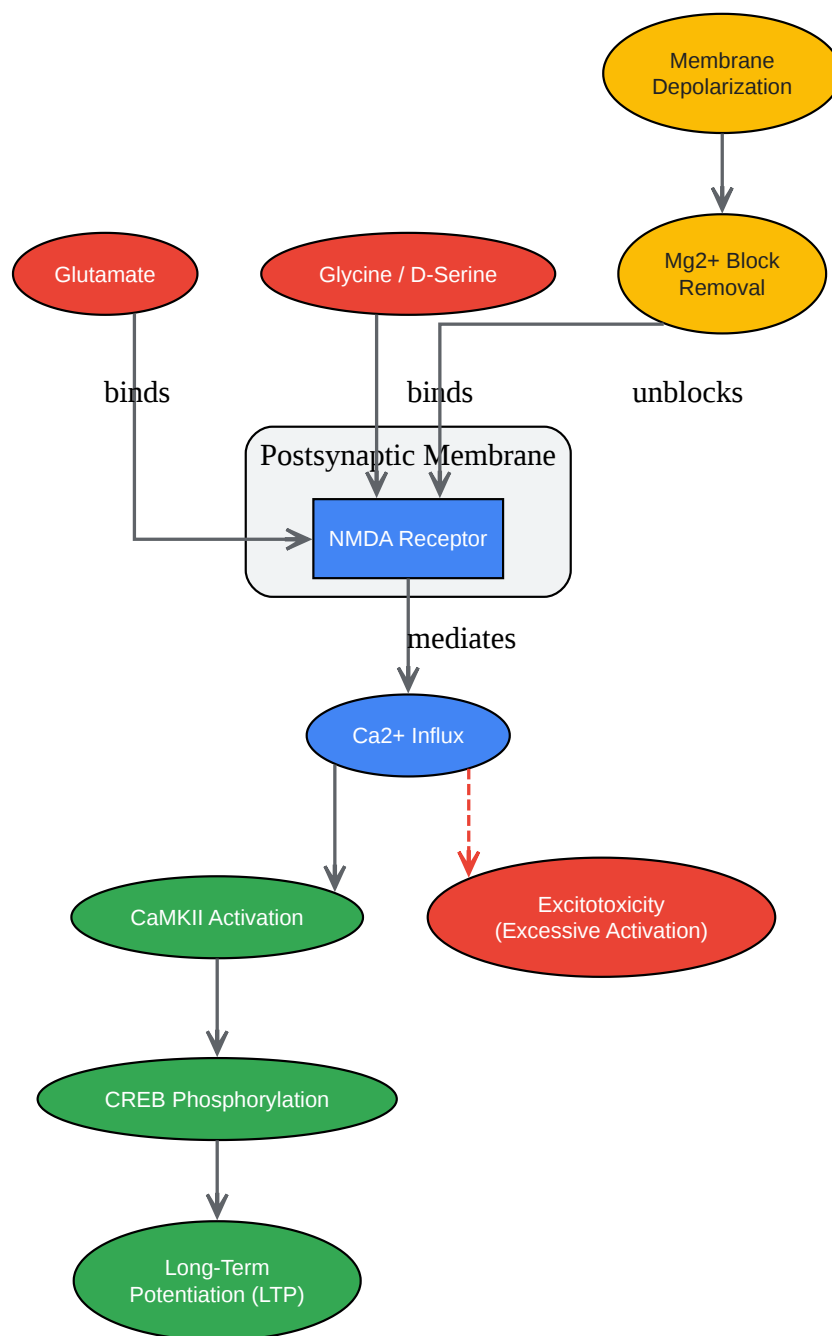 Membrane
Depolarization
Glutamate
Glycine / D-Serine
Mg2+ Block
Removal
binds
binds
unblocks
Postsynaptic Membrane
NMDA Receptor
mediates
Ca2+ Influx
CaMKII Activation
Excitotoxicity
(Excessive Activation)
CREB Phosphorylation
Long-Term
Potentiation (LTP)